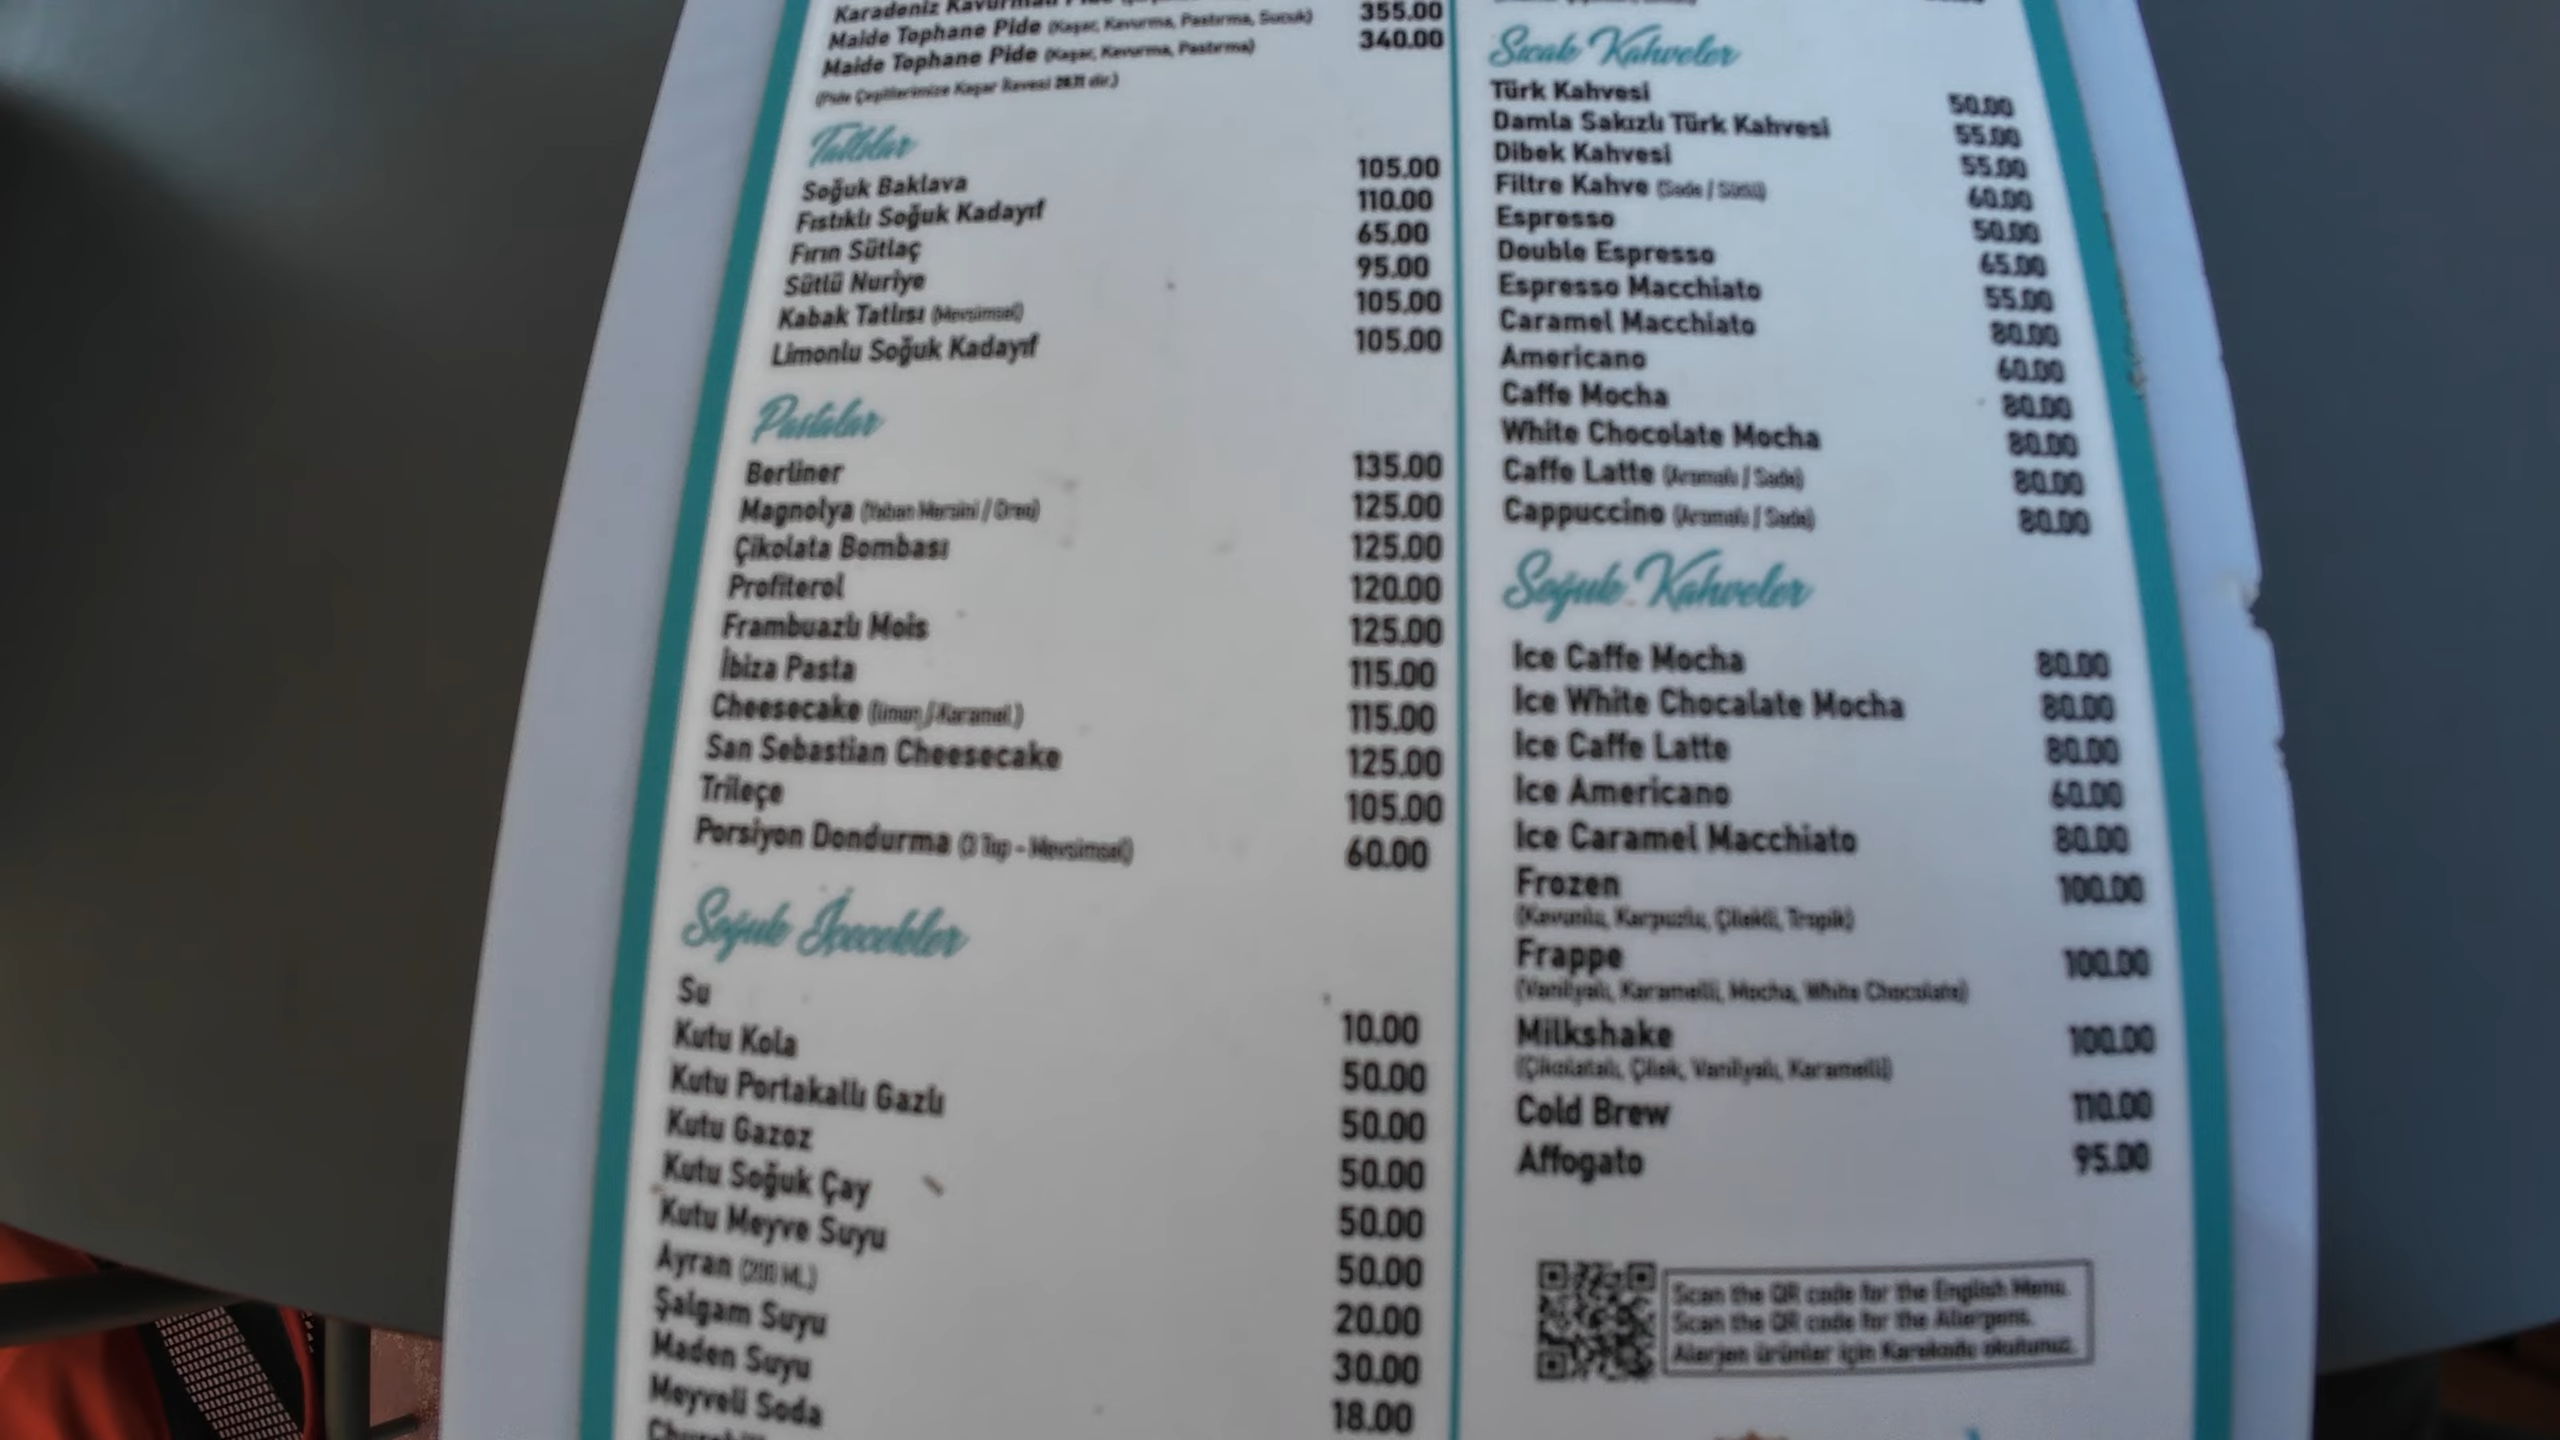 Karadeniz Kavurmalı Pide
Maide Tophane Pide (Kaşar, Kavurma, Pastırma, Sucuk) 355.00
Maide Tophane Pide (Kaşar, Kavurma, Pastırma) 340.00
(Pide Çeşitlerimize Kaşar İlavesi dir.)
Tatlılar
Soğuk Baklava 105.00
Fıstıklı Soğuk Kadayıf 110.00
Fırın Sütlaç 65.00
Sütlü Nuriye 95.00
Kabak Tatlısı (Mevsimsel) 105.00
Limonlu Soğuk Kadayıf 105.00
Pastalar
Berliner 135.00
Magnolya (Yaban Mersini / Oreo) 125.00
Çikolata Bombası 125.00
Profiterol 120.00
Frambuazlı Mois 125.00
İbiza Pasta 115.00
Cheesecake (Limon / Karamel ) 115.00
San Sebastian Cheesecake 125.00
Trileçe 105.00
Porsiyon Dondurma (3 Top - Mevsimsel) 60.00
Soğuk İçecekler
Su 10.00
Kutu Kola 50.00
Kutu Portakallı Gazlı 50.00
Kutu Gazoz 50.00
Kutu Soğuk Çay 50.00
Kutu Meyve Suyu 50.00
Ayran (200 ML.) 20.00
Şalgam Suyu 30.00
Maden Suyu 18.00
Meyveli Soda
Sıcak Kahveler
Türk Kahvesi 50.00
Damla Sakızlı Türk Kahvesi 55.00
Dibek Kahvesi 55.00
Filtre Kahve (Sade / Sütlü) 60.00
Espresso 50.00
Double Espresso 65.00
Espresso Macchiato 55.00
Caramel Macchiato 80.00
Americano 60.00
Caffe Mocha 80.00
White Chocolate Mocha 80.00
Caffe Latte (Aromalı / Sade) 80.00
Cappuccino (Aromalı / Sade) 80.00
Soğuk Kahveler
Ice Caffe Mocha 80.00
Ice White Chocalate Mocha 80.00
Ice Caffe Latte 80.00
Ice Americano 60.00
Ice Caramel Macchiato 80.00
Frozen 100.00
(Kavunlu, Karpuzlu, Çilekli, Tropik)
Frappe 100.00
(Vanilyalı, Karamelli, Mocha, White Chocolate)
Milkshake 100.00
(Çikolatalı, Çilek, Vanilyalı, Karamelli)
Cold Brew 110.00
Affogato 95.00
Scan the QR code for the English Menu.
Scan the QR code for the Allergens.
Alerjen ürünler için Karekodu okutunuz.